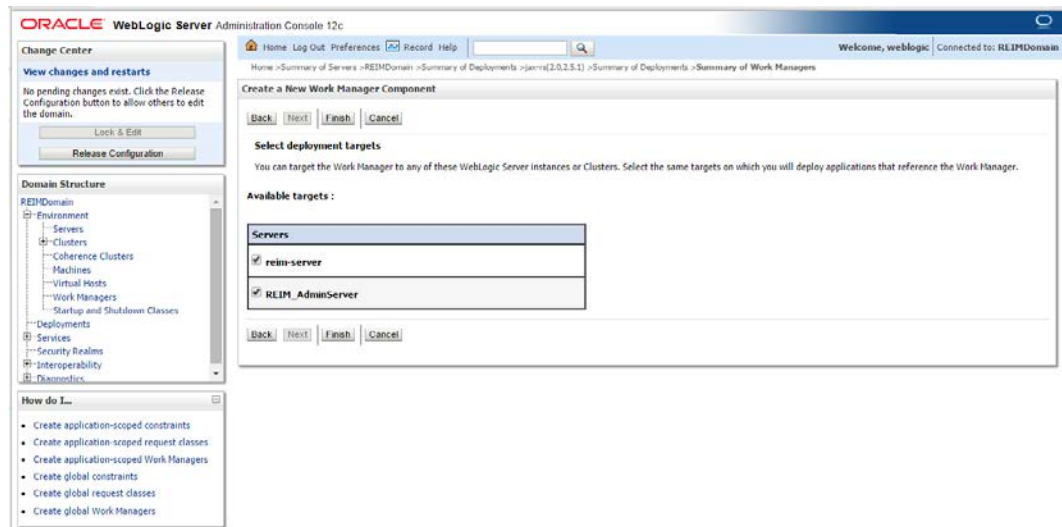 ORACLE WebLogic Server Administration Console 12c
Change Center
View changes and restarts
No pending changes exist. Click the Release
Configuration button to allow others to edit
the domain.
Lock & Edit
Release Configuration
Domain Structure
REIMDomain
Environment
Servers
Clusters
Coherence Clusters
Machines
Virtual Hosts
Work Managers
Startup and Shutdown Classes
Deployments
Services
Security Realms
Interoperability
Diagnostics
How do I...
Create application-scoped constraints
Create application-scoped request classes
Create application-scoped Work Managers
Create global constraints
Create global request classes
Create global Work Managers
Home Log Out Preferences Record Help
Welcome, weblogic Connected to: REIMDomain
Home >Summary of Servers >REIMDomain >Summary of Deployments >jax-rs(2.0,2.5.1) >Summary of Deployments >Summary of Work Managers
Create a New Work Manager Component
Back Next Finish Cancel
Select deployment targets
You can target the Work Manager to any of these WebLogic Server instances or Clusters. Select the same targets on which you will deploy applications that reference the Work Manager.
Available targets :
Servers
reim-server
REIM_AdminServer
Back Next Finish Cancel